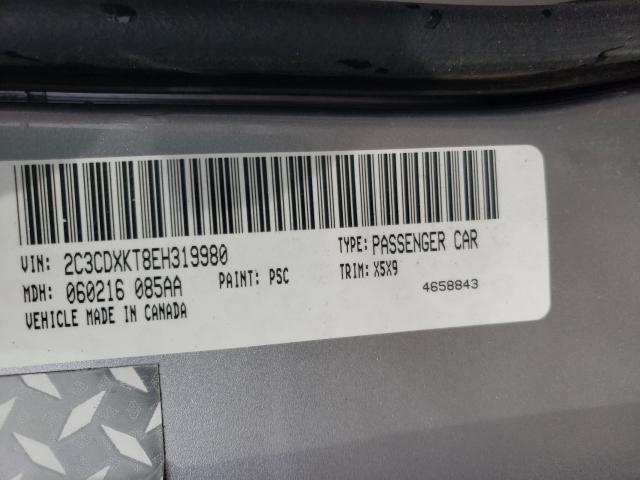 VIN: 2C3CDXKT8EH319980 TYPE: PASSENGER CAR
MDH: 060216 085AA PAINT: PSC TRIM: X5X9
VEHICLE MADE IN CANADA 4658843